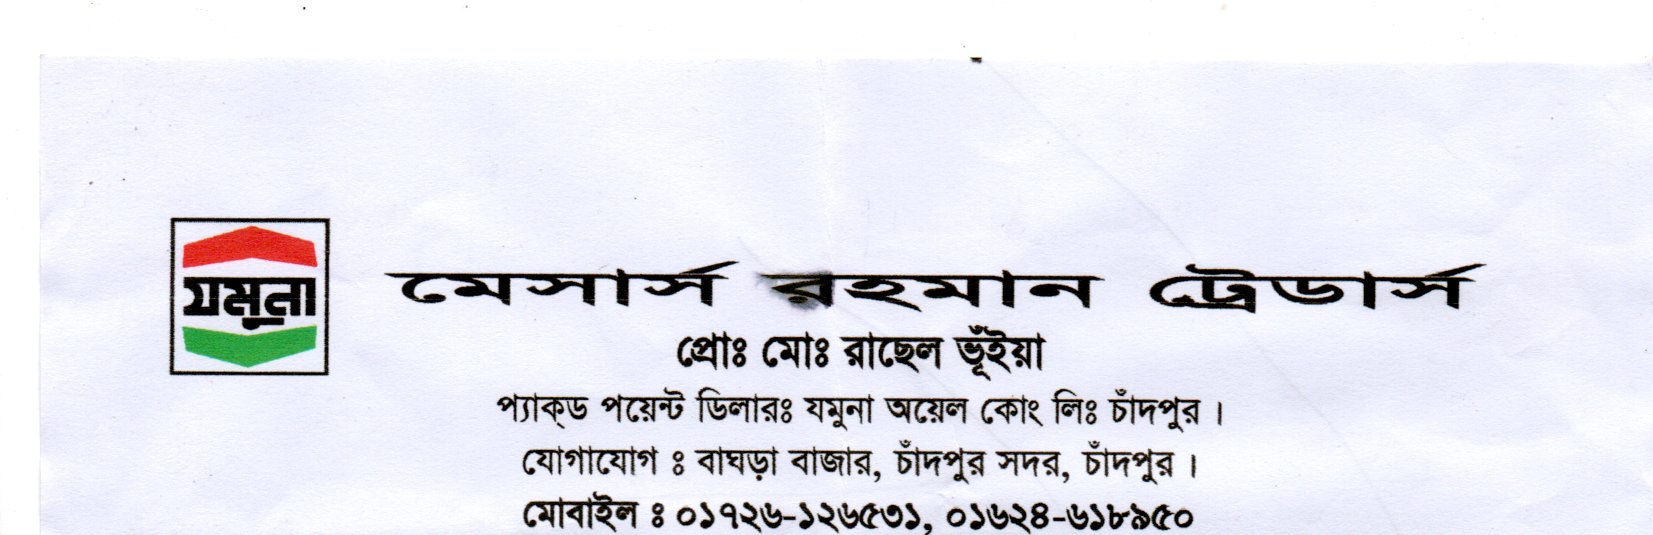 যমুনা
মেসার্স রহমান ট্রেডার্স
প্রোঃ মোঃ রাছেল ভূঁইয়া
প্যাক্ড পয়েন্ট ডিলারঃ যমুনা অয়েল কোং লিঃ চাঁদপুর ।
যোগাযোগ ঃ বাঘড়া বাজার, চাঁদপুর সদর, চাঁদপুর ।
মোবাইল ঃ ০১৭২৬-১২৬৫৩১, ০১৬২৪-৬১৮৯৫০